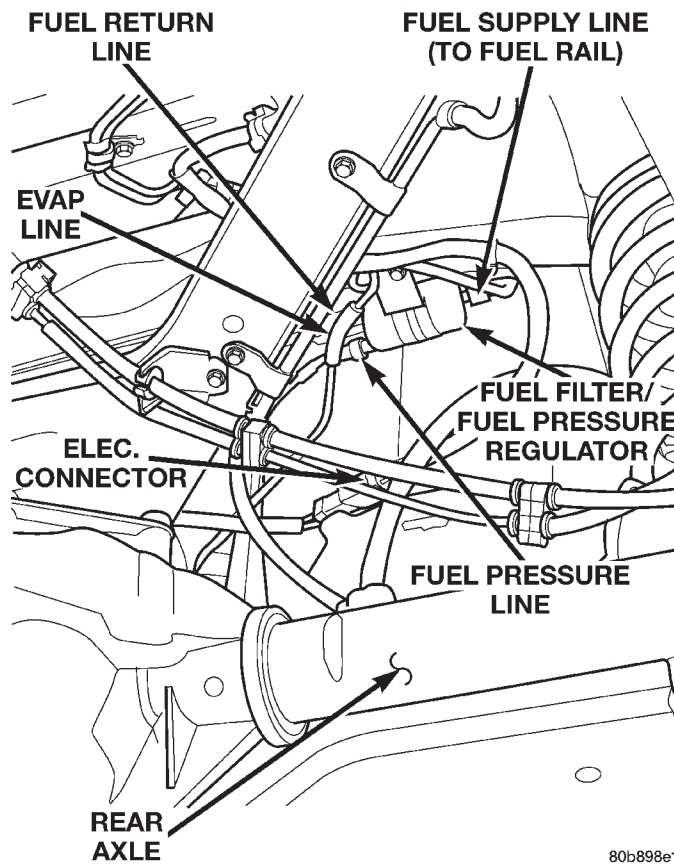 FUEL RETURN
LINE
FUEL SUPPLY LINE
(TO FUEL RAIL)
EVAP
LINE
FUEL FILTER/
FUEL PRESSURE
REGULATOR
ELEC.
CONNECTOR
FUEL PRESSURE
LINE
REAR
AXLE
80b898e1